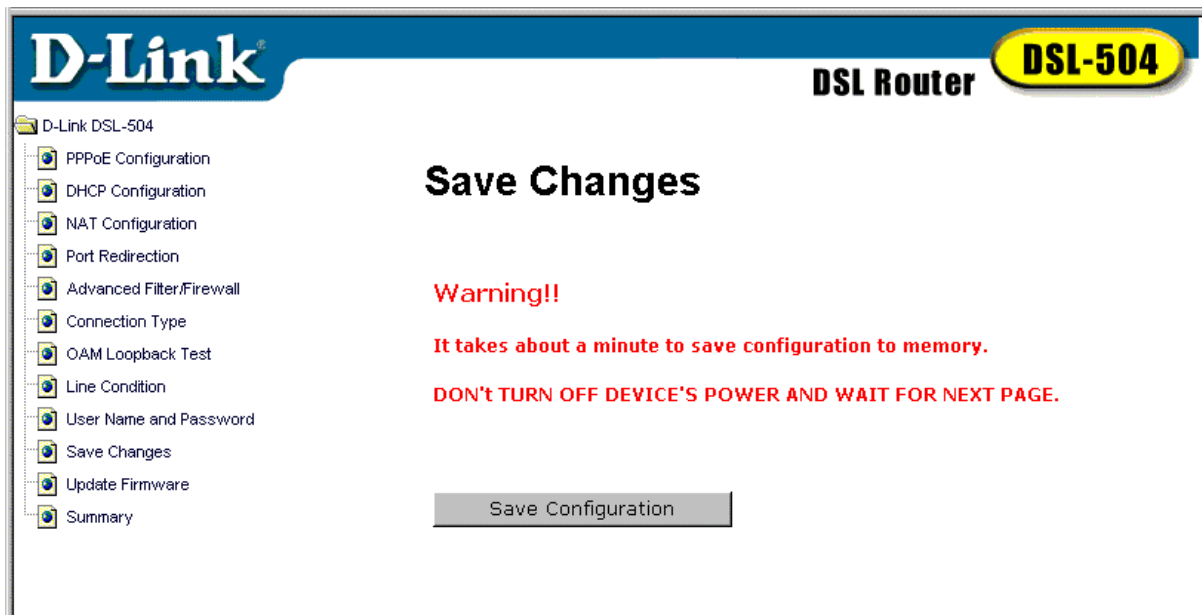 D-Link®
DSL Router
DSL-504
D-Link DSL-504
PPPoE Configuration
DHCP Configuration
NAT Configuration
Port Redirection
Advanced Filter/Firewall
Connection Type
OAM Loopback Test
Line Condition
User Name and Password
Save Changes
Update Firmware
Summary
Save Changes
Warning!!
It takes about a minute to save configuration to memory.
DON't TURN OFF DEVICE'S POWER AND WAIT FOR NEXT PAGE.
Save Configuration